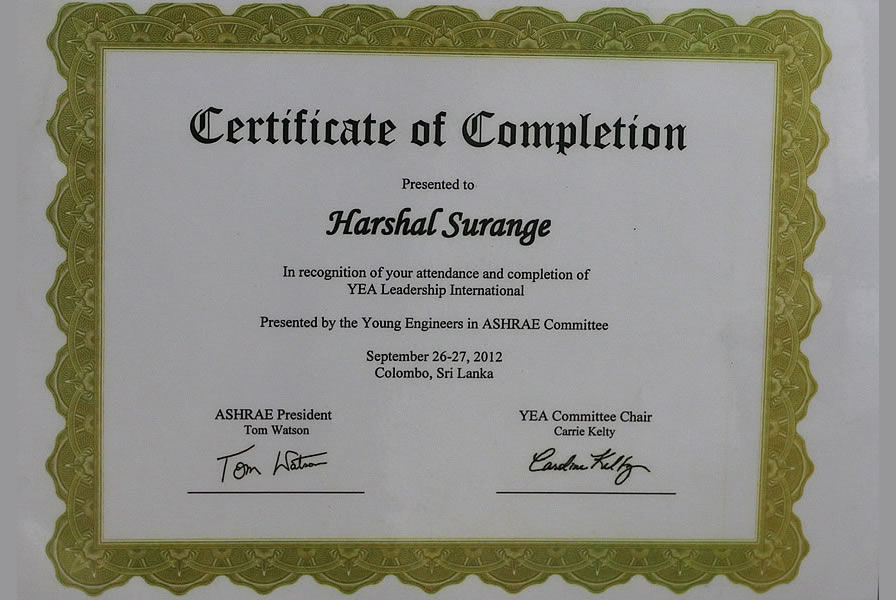 Certificate of Completion
Presented to
Harshal Surange
In recognition of your attendance and completion of
YEA Leadership International
Presented by the Young Engineers in ASHRAE Committee
September 26-27, 2012
Colombo, Sri Lanka
ASHRAE President
Tom Watson
Tom Watson
YEA Committee Chair
Carrie Kelty
Caroline Kelty